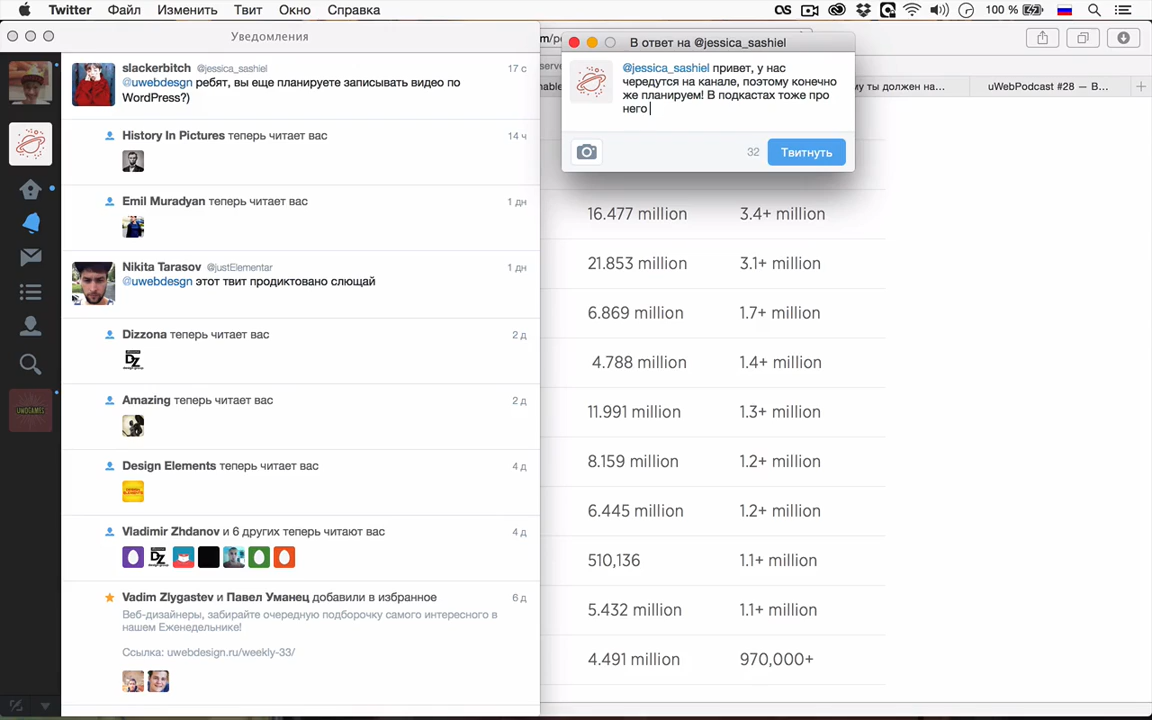 Twitter Файл Изменить Твит Окно Справка
100 %
Уведомления
slackerbitch @jessica_sashiel 17 с
@uwebdesgn ребят, вы еще планируете записывать видео по
WordPress?)
History In Pictures теперь читает вас 14 ч
Emil Muradyan теперь читает вас 1 дн
Nikita Tarasov @justElementar 1 дн
@uwebdesgn этот твит продиктовано слющай
Dizzona теперь читает вас 2 д
DZ
Amazing теперь читает вас 2 д
Design Elements теперь читает вас 4 д
Vladimir Zhdanov и 6 других теперь читают вас 4 д
DZ
Vadim Zlygastev и Павел Уманец добавили в избранное 6 д
Веб-дизайнеры, забирайте очередную подборочку самого интересного в
нашем Еженедельнике!
Ссылка: uwebdesign.ru/weekly-33/
UWDGAMES
В ответ на @jessica_sashiel
@jessica_sashiel привет, у нас
чередутся на канале, поэтому конечно
же планируем! В подкастах тоже про
него
32 Твитнуть
му ты должен на... uWebPodcast #28 — В...
16.477 million 3.4+ million
21.853 million 3.1+ million
6.869 million 1.7+ million
4.788 million 1.4+ million
11.991 million 1.3+ million
8.159 million 1.2+ million
6.445 million 1.2+ million
510,136 1.1+ million
5.432 million 1.1+ million
4.491 million 970,000+